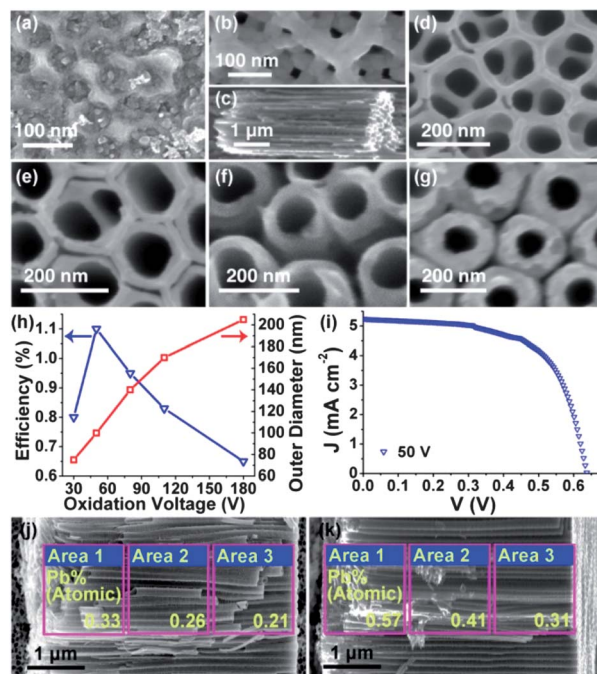 (a)
100 nm
(b)
100 nm
(c)
1 µm
(d)
200 nm
(e)
200 nm
(f)
200 nm
(g)
200 nm
(h)
Efficiency (%)
1.1
1.0
0.9
0.8
0.7
0.6
30 60 90 120 150 180
Oxidation Voltage (V)
200
180
160
140
120
100
80
60
Outer Diameter (nm)
(i)
J (mA cm-2)
6
5
4
3
2
1
0
50 V
0.0 0.1 0.2 0.3 0.4 0.5 0.6
V (V)
(j)
Area 1 Area 2 Area 3
Pb%
(Atomic)
0.33 0.26 0.21
1 µm
(k)
Area 1 Area 2 Area 3
Pb%
(Atomic)
0.57 0.41 0.31
1 µm